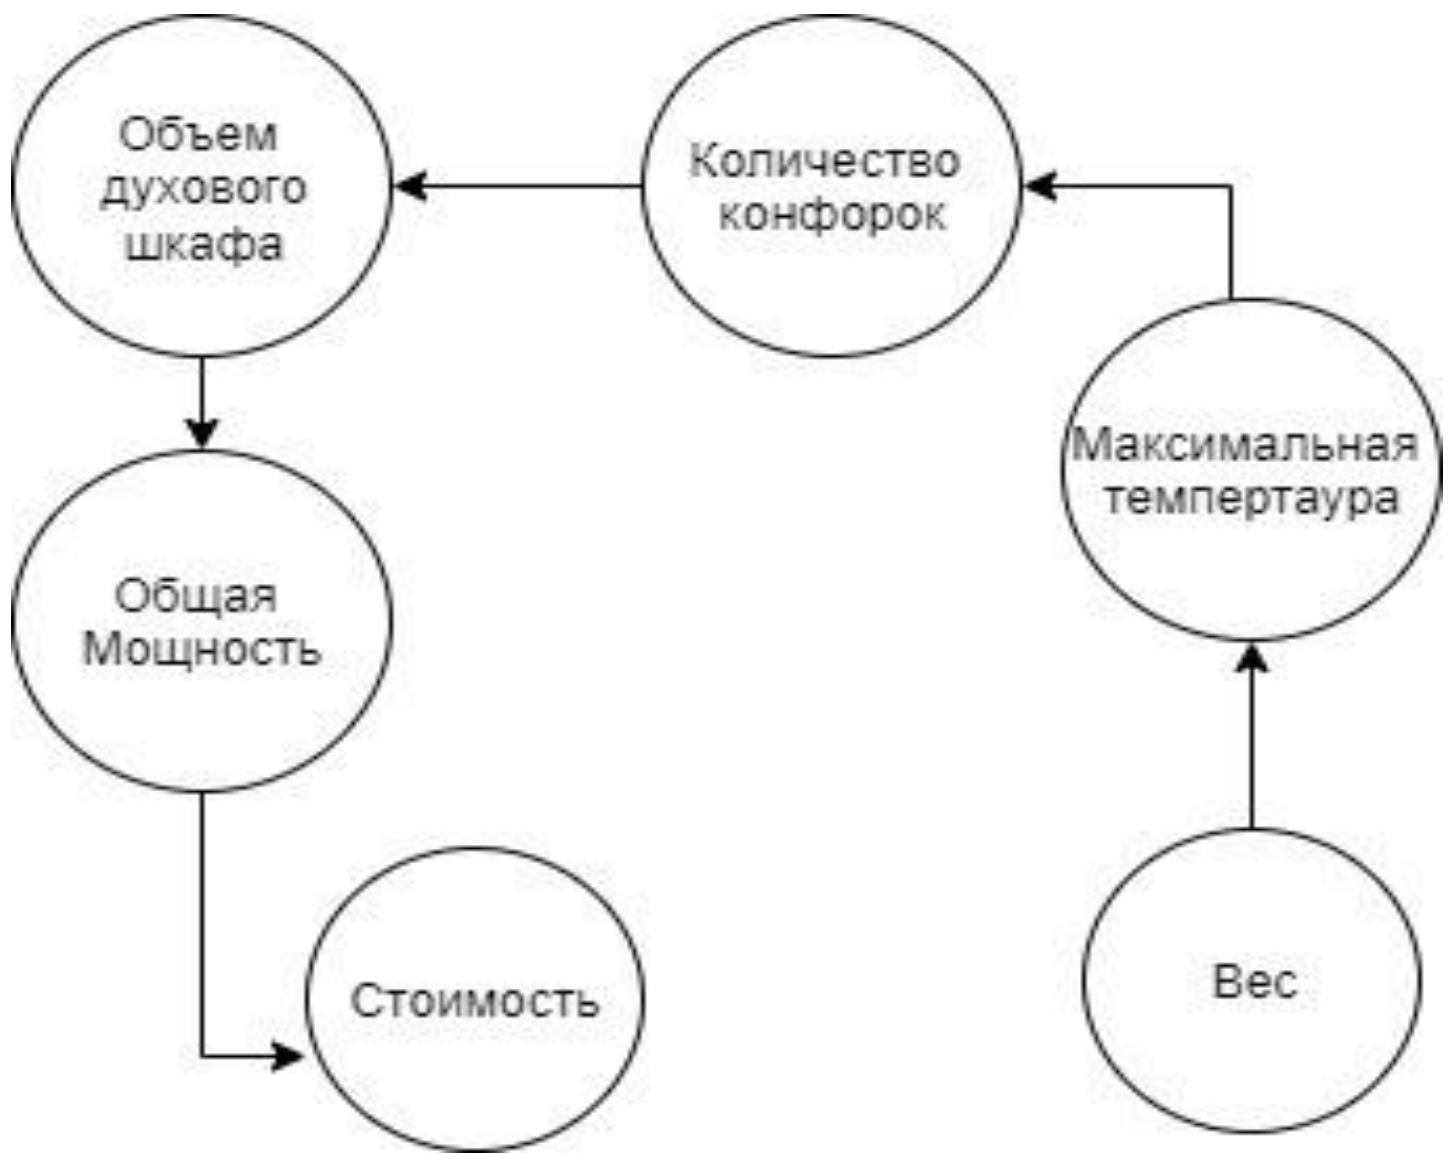 Объем
духового
шкафа
Количество
конфорок
Максимальная
темпертаура
Общая
Мощность
Стоимость
Вес